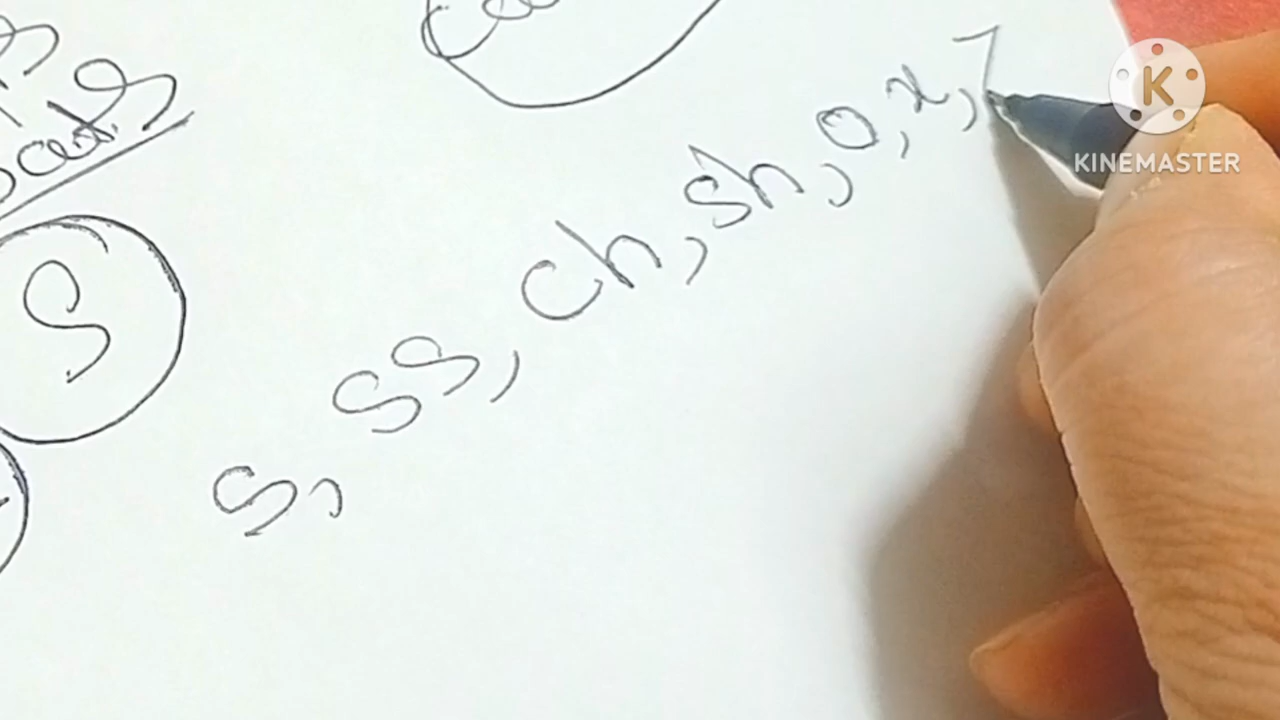 S
S, SS, Ch, Sh, O, x,
K
KINEMASTER